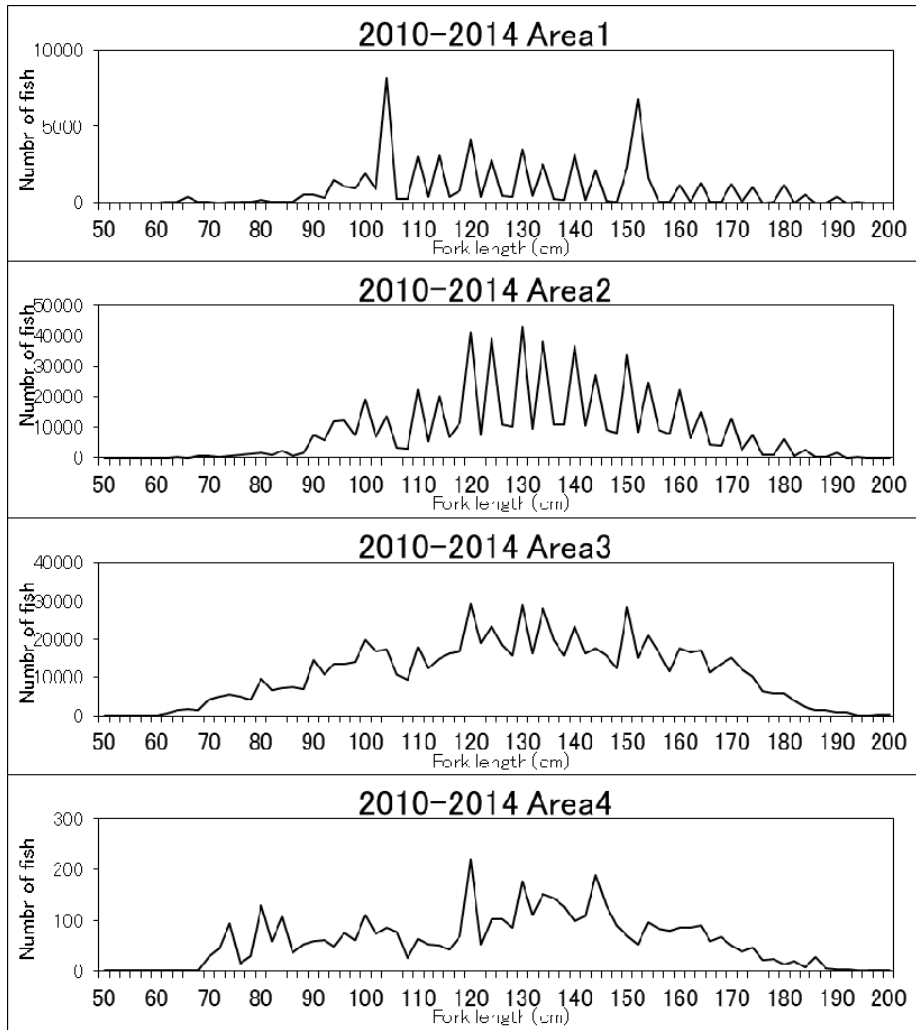 2010-2014 Area1
Numbr of fish
10000
5000
0
50 60 70 80 90 100 110 120 130 140 150 160 170 180 190 200
Fork length (cm)
2010-2014 Area2
Numbr of fish
50000
40000
30000
20000
10000
0
50 60 70 80 90 100 110 120 130 140 150 160 170 180 190 200
Fork length (cm)
2010-2014 Area3
Numbr of fish
40000
30000
20000
10000
0
50 60 70 80 90 100 110 120 130 140 150 160 170 180 190 200
Fork length (cm)
2010-2014 Area4
Numbr of fish
300
200
100
0
50 60 70 80 90 100 110 120 130 140 150 160 170 180 190 200
Fork length (cm)